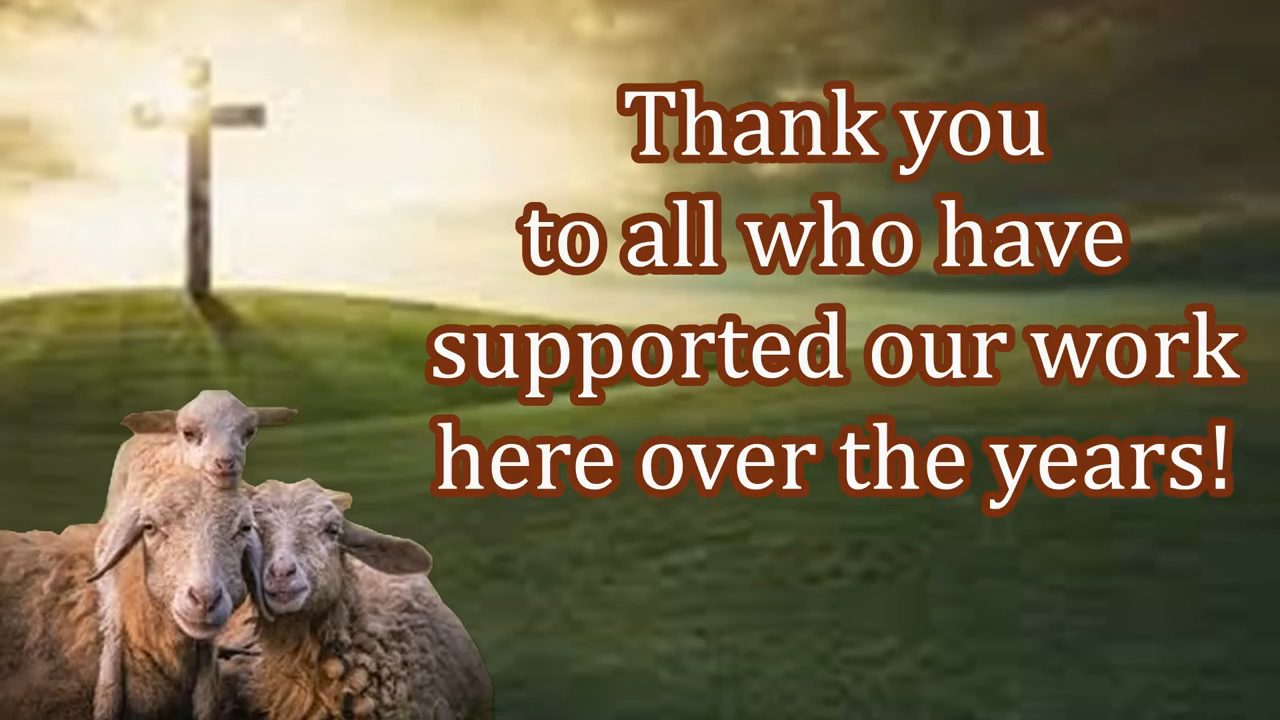 Thank you
to all who have
supported our work
here over the years!